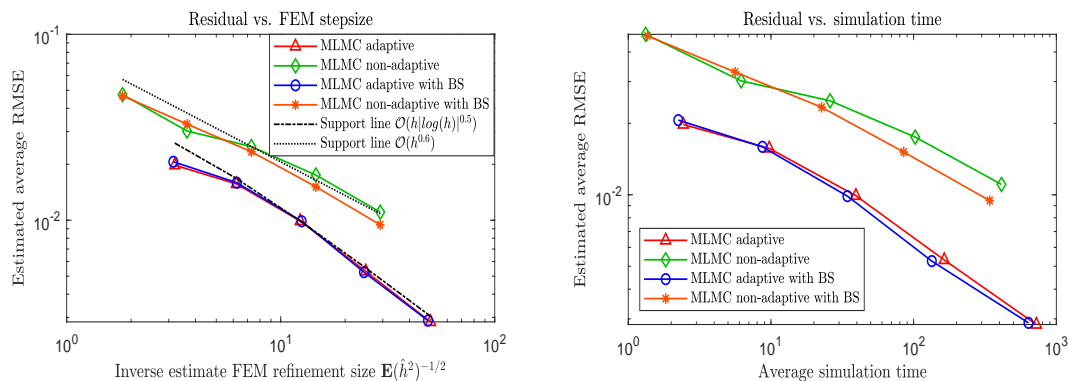 Residual vs. FEM stepsize
Estimated average RMSE
10^-1
10^-2
MLMC adaptive
MLMC non-adaptive
MLMC adaptive with BS
MLMC non-adaptive with BS
Support line O(h|log(h)|^0.5)
Support line O(h^0.6)
10^0 10^1 10^2
Inverse estimate FEM refinement size E(ĥ^2)^-1/2
Residual vs. simulation time
Estimated average RMSE
10^-2
MLMC adaptive
MLMC non-adaptive
MLMC adaptive with BS
MLMC non-adaptive with BS
10^0 10^1 10^2 10^3
Average simulation time